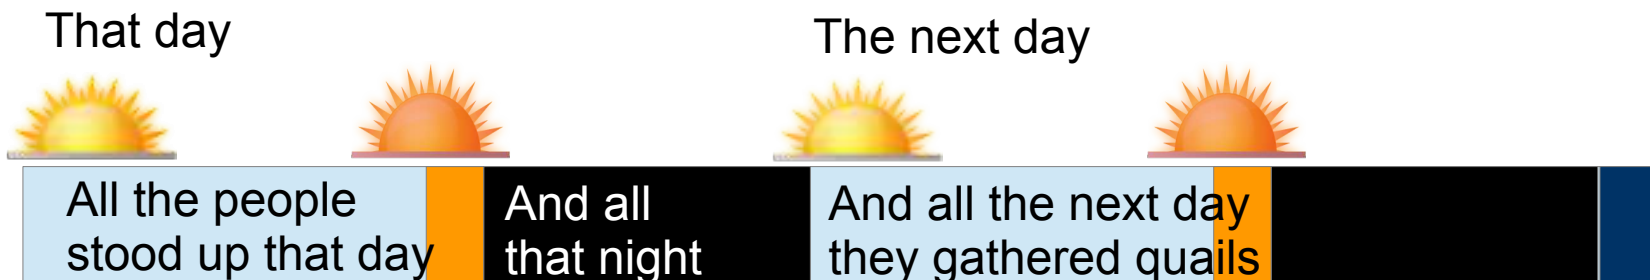 That day
The next day
All the people
stood up that day
And all
that night
And all the next day
they gathered quails